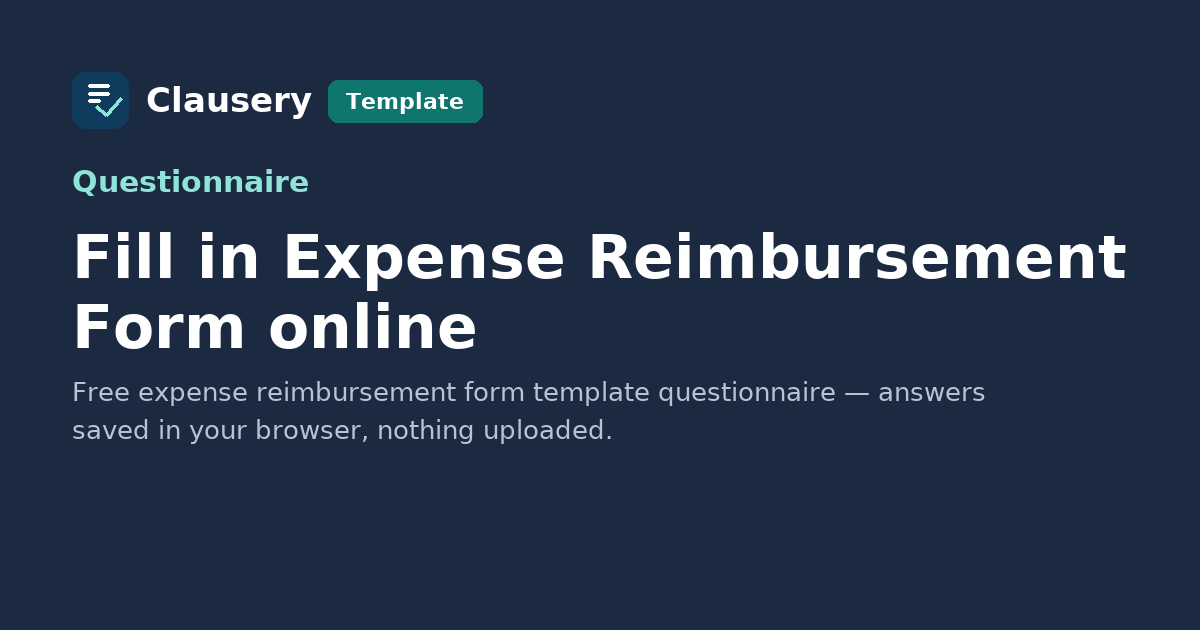 Clausery
Template
Questionnaire
Fill in Expense Reimbursement
Form online
Free expense reimbursement form template questionnaire — answers
saved in your browser, nothing uploaded.